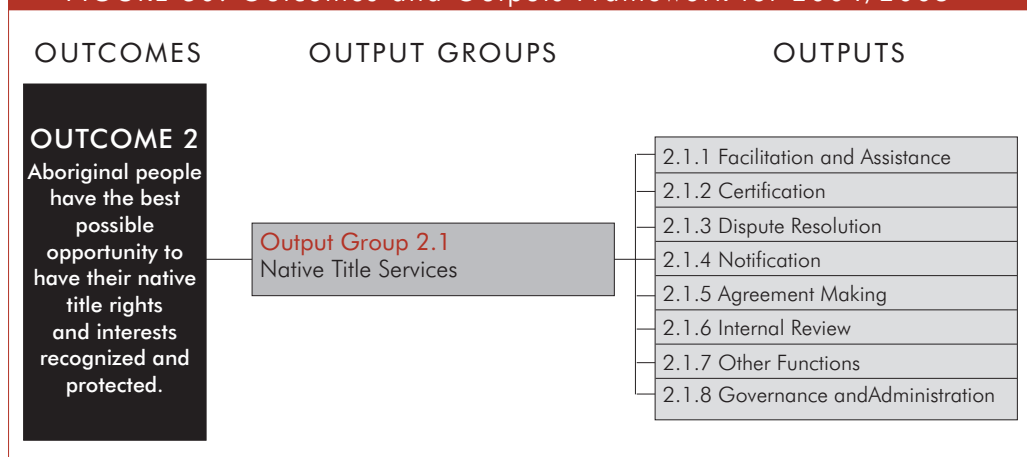 OUTCOMES OUTPUT GROUPS OUTPUTS
OUTCOME 2
Aboriginal people
have the best
possible
opportunity to
have their native
title rights
and interests
recognized and
protected.
Output Group 2.1
Native Title Services
2.1.1 Facilitation and Assistance
2.1.2 Certification
2.1.3 Dispute Resolution
2.1.4 Notification
2.1.5 Agreement Making
2.1.6 Internal Review
2.1.7 Other Functions
2.1.8 Governance andAdministration